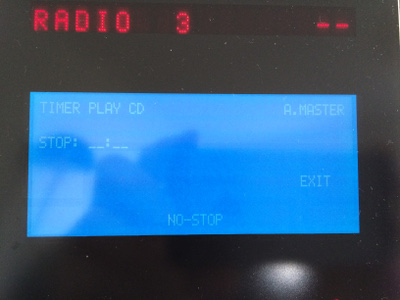 RADIO 3 --
TIMER PLAY CD A.MASTER
STOP: __:__
EXIT
NO-STOP